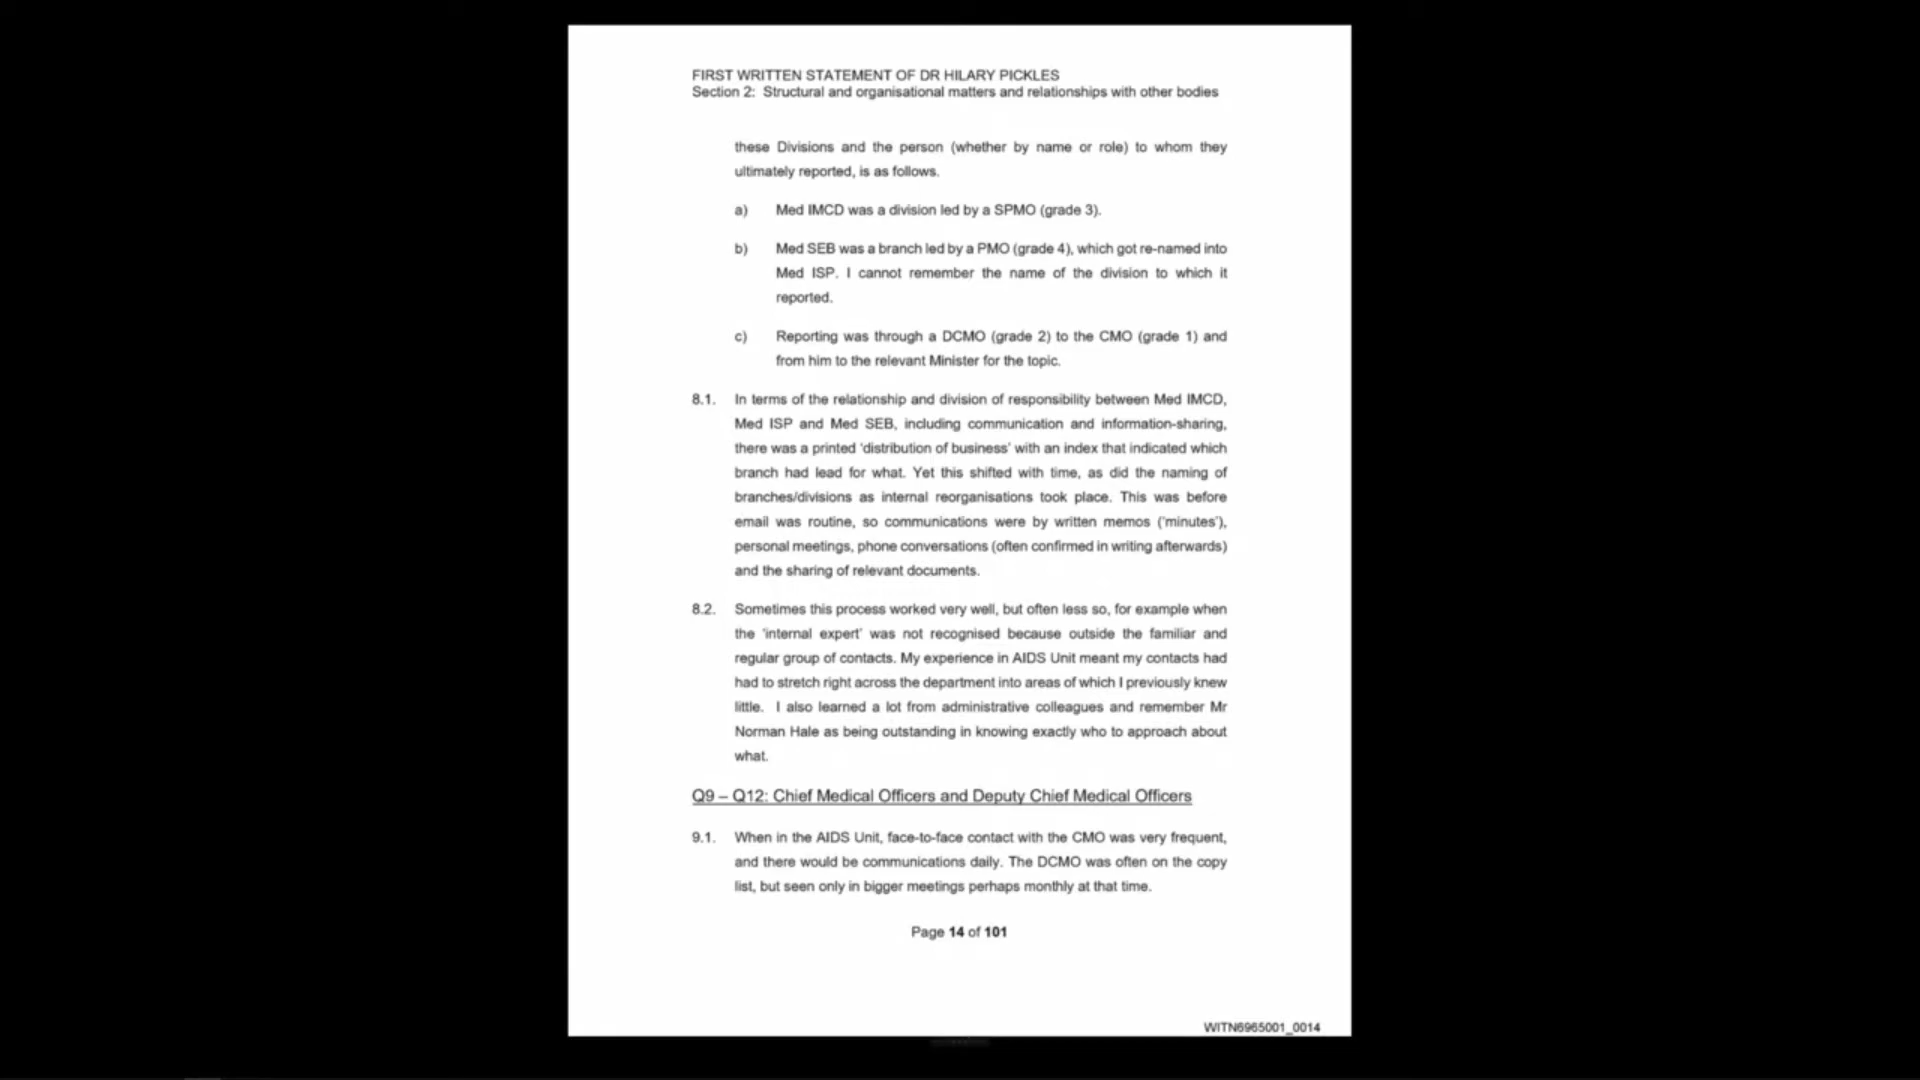 FIRST WRITTEN STATEMENT OF DR HILARY PICKLES
Section 2: Structural and organisational matters and relationships with other bodies
these Divisions and the person (whether by name or role) to whom they
ultimately reported, is as follows.
a) Med IMCD was a division led by a SPMO (grade 3).
b) Med SEB was a branch led by a PMO (grade 4), which got re-named into
Med ISP. I cannot remember the name of the division to which it
reported.
c) Reporting was through a DCMO (grade 2) to the CMO (grade 1) and
from him to the relevant Minister for the topic.
8.1. In terms of the relationship and division of responsibility between Med IMCD,
Med ISP and Med SEB, including communication and information-sharing,
there was a printed ‘distribution of business’ with an index that indicated which
branch had lead for what. Yet this shifted with time, as did the naming of
branches/divisions as internal reorganisations took place. This was before
email was routine, so communications were by written memos (‘minutes’),
personal meetings, phone conversations (often confirmed in writing afterwards)
and the sharing of relevant documents.
8.2. Sometimes this process worked very well, but often less so, for example when
the ‘internal expert’ was not recognised because outside the familiar and
regular group of contacts. My experience in AIDS Unit meant my contacts had
had to stretch right across the department into areas of which I previously knew
little. I also learned a lot from administrative colleagues and remember Mr
Norman Hale as being outstanding in knowing exactly who to approach about
what.
Q9 – Q12: Chief Medical Officers and Deputy Chief Medical Officers
9.1. When in the AIDS Unit, face-to-face contact with the CMO was very frequent,
and there would be communications daily. The DCMO was often on the copy
list, but seen only in bigger meetings perhaps monthly at that time.
Page 14 of 101
WITN6965001_0014